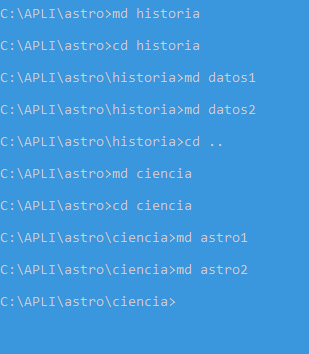 C:\APLI\astro>md historia
C:\APLI\astro>cd historia
C:\APLI\astro\historia>md datos1
C:\APLI\astro\historia>md datos2
C:\APLI\astro\historia>cd ..
C:\APLI\astro>md ciencia
C:\APLI\astro>cd ciencia
C:\APLI\astro\ciencia>md astro1
C:\APLI\astro\ciencia>md astro2
C:\APLI\astro\ciencia>